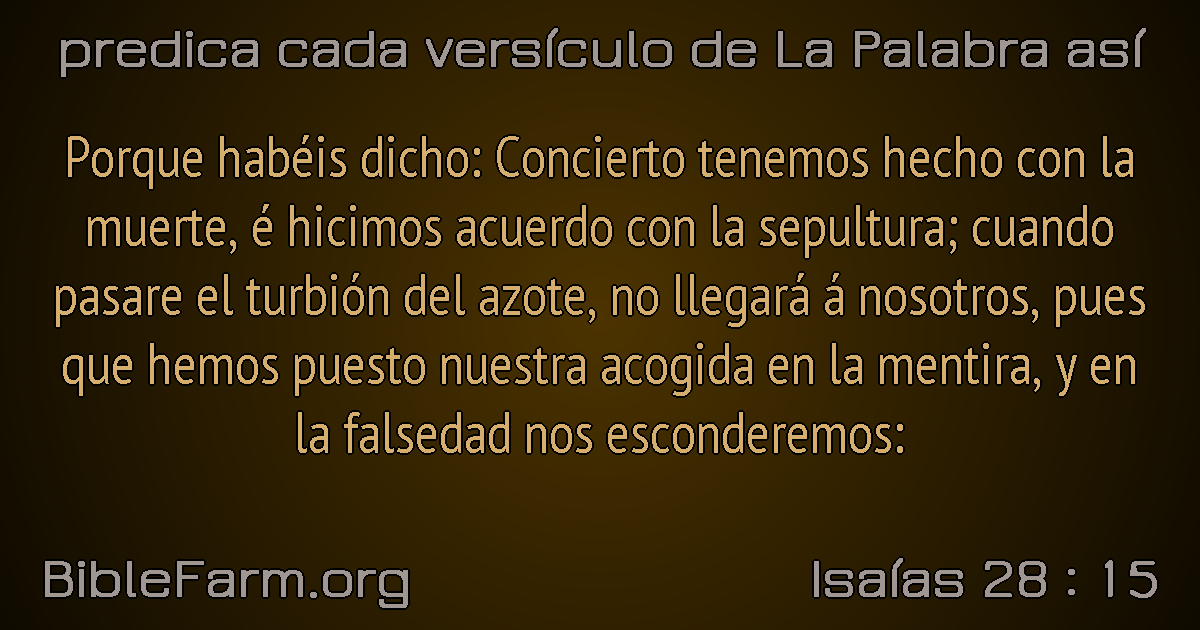 predica cada versículo de La Palabra así
Porque habéis dicho: Concierto tenemos hecho con la
muerte, é hicimos acuerdo con la sepultura; cuando
pasare el turbión del azote, no llegará á nosotros, pues
que hemos puesto nuestra acogida en la mentira, y en
la falsedad nos esconderemos:
BibleFarm.org
Isaías 28 : 15